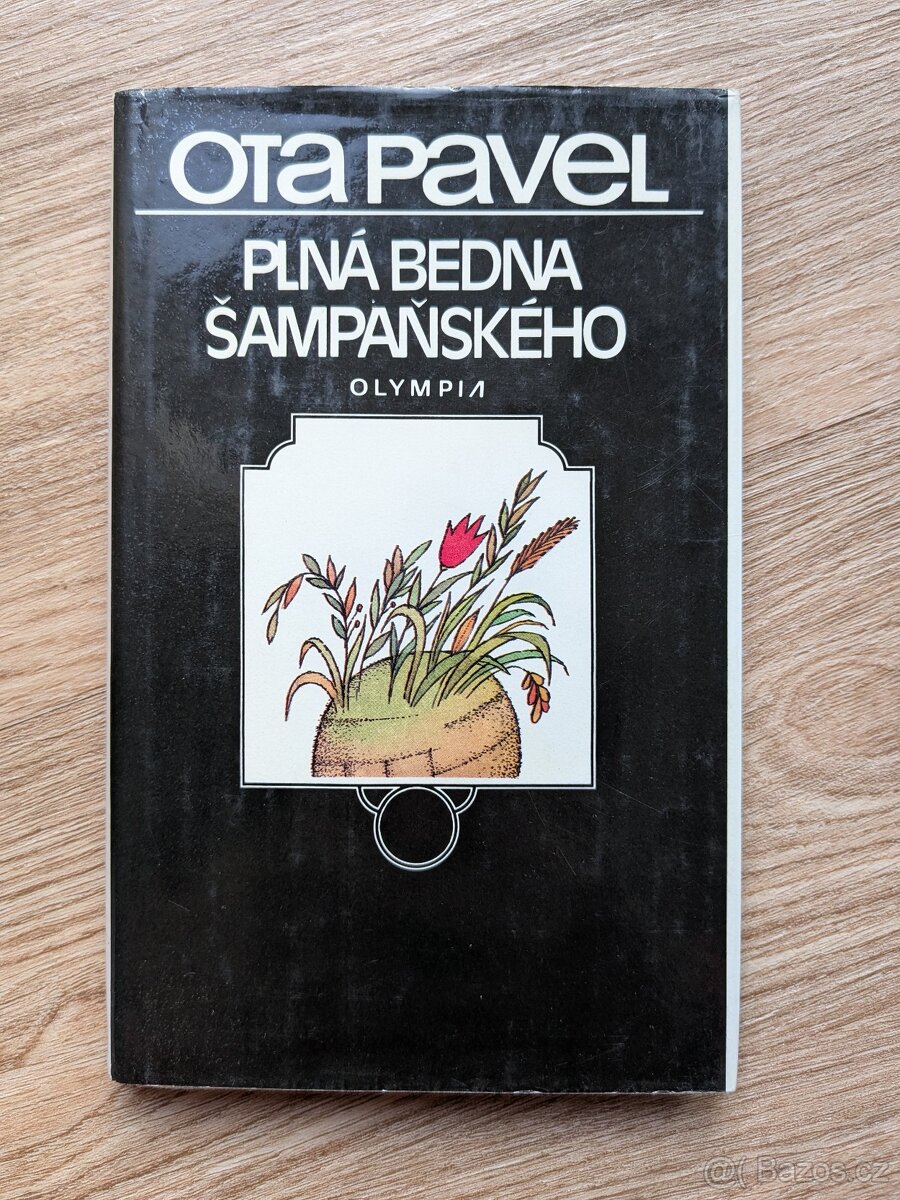 OTA PAVEL
PLNÁ BEDNA
ŠAMPAŇSKÉHO
OLYMPIA
@( Bazos.cz